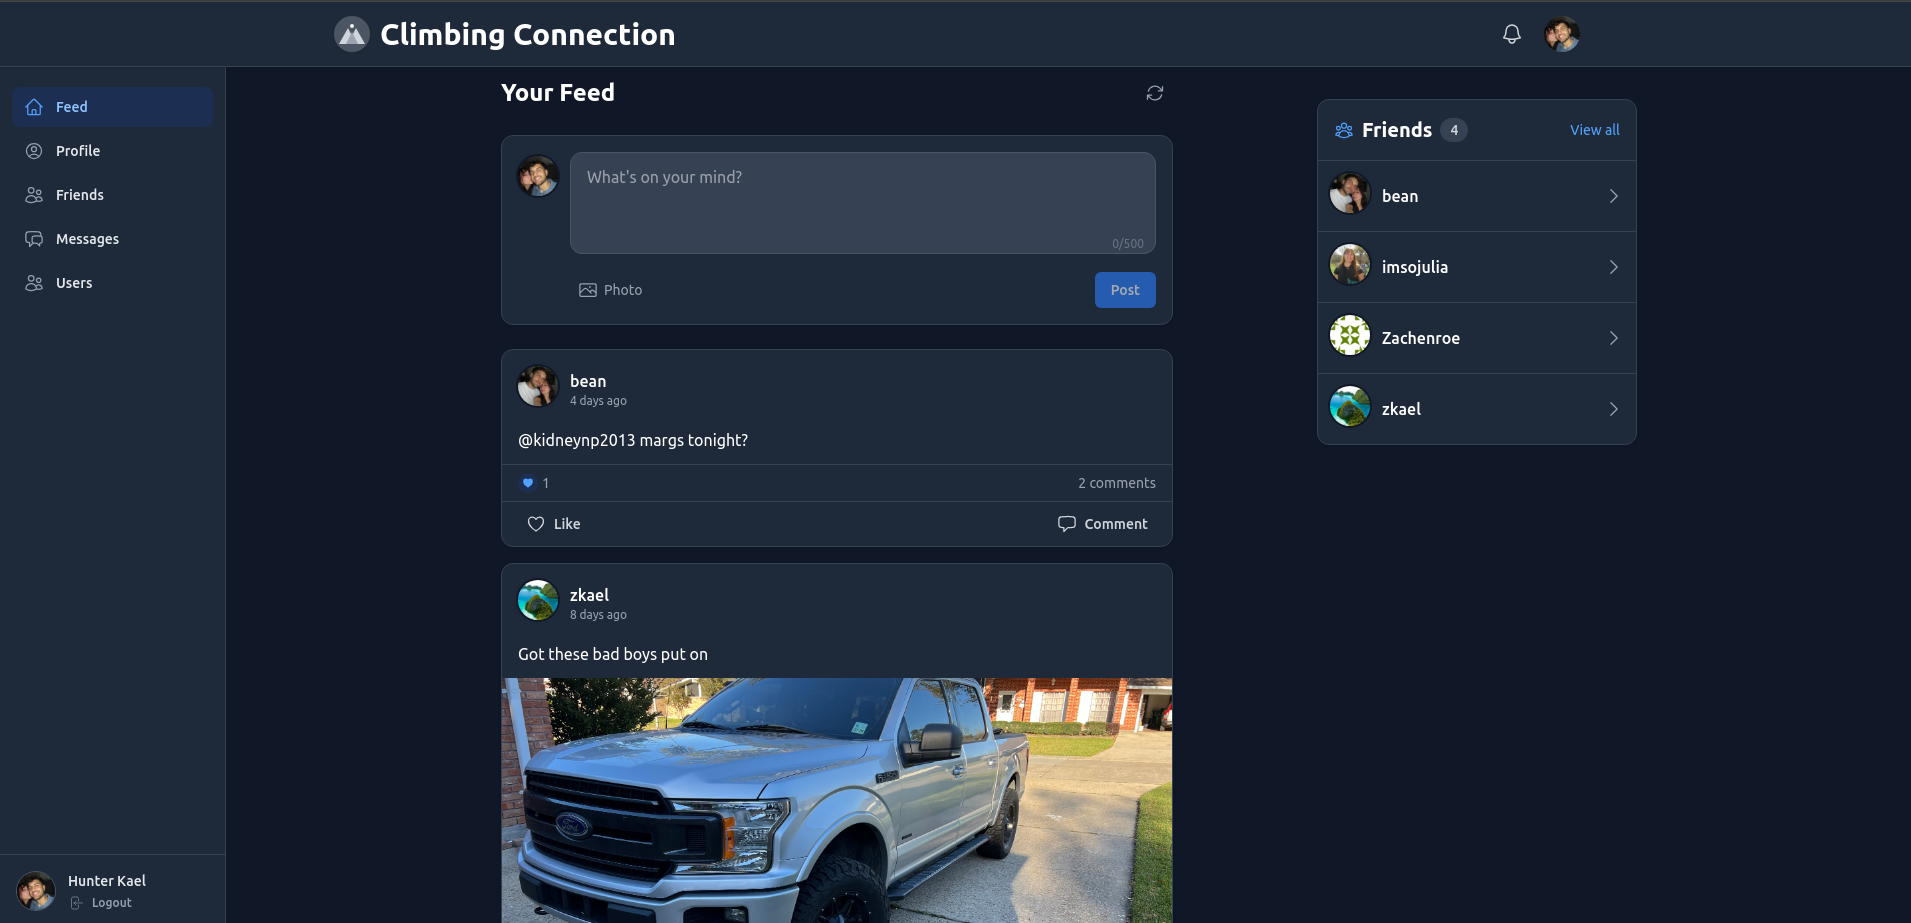 Climbing Connection
Feed
Profile
Friends
Messages
Users
Hunter Kael
Logout
Your Feed
What's on your mind?
0/500
Photo
Post
bean
4 days ago
@kidneynp2013 margs tonight?
1
2 comments
Like
Comment
zkael
8 days ago
Got these bad boys put on
Ford
Friends 4
View all
bean
imsojulia
Zachenroe
zkael